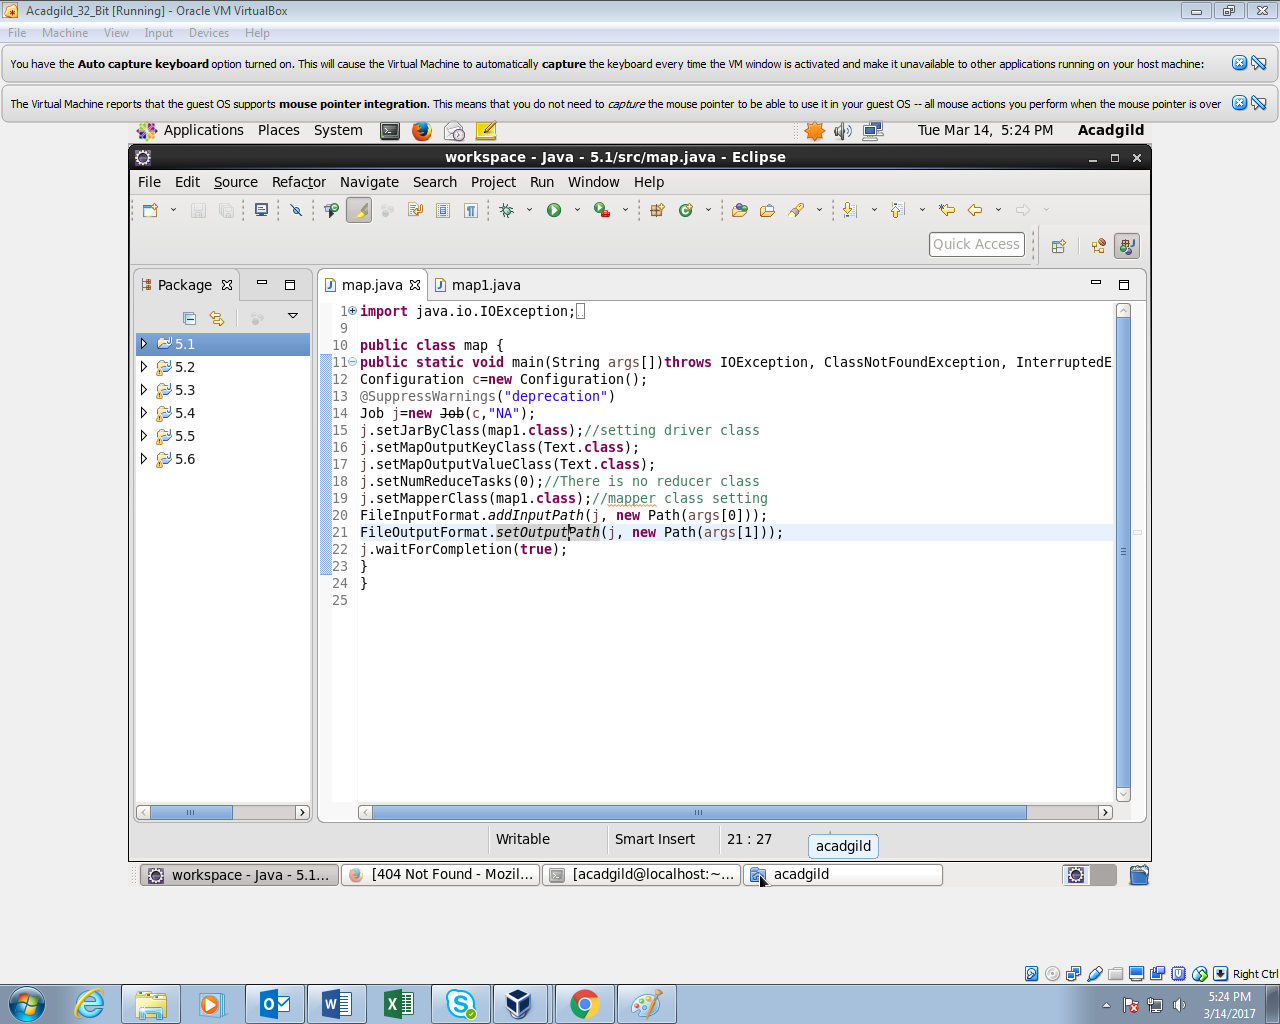 Acadgild_32_Bit [Running] - Oracle VM VirtualBox
File Machine View Input Devices Help
You have the Auto capture keyboard option turned on. This will cause the Virtual Machine to automatically capture the keyboard every time the VM window is activated and make it unavailable to other applications running on your host machine:
The Virtual Machine reports that the guest OS supports mouse pointer integration. This means that you do not need to capture the mouse pointer to be able to use it in your guest OS -- all mouse actions you perform when the mouse pointer is over
Applications Places System Tue Mar 14, 5:24 PM Acadgild
workspace - Java - 5.1/src/map.java - Eclipse
File Edit Source Refactor Navigate Search Project Run Window Help
Quick Access
Package map.java map1.java
5.1
5.2
5.3
5.4
5.5
5.6
1 import java.io.IOException;
9
10 public class map {
11 public static void main(String args[])throws IOException, ClassNotFoundException, InterruptedE
12 Configuration c=new Configuration();
13 @SuppressWarnings("deprecation")
14 Job j=new Job(c,"NA");
15 j.setJarByClass(map1.class);//setting driver class
16 j.setMapOutputKeyClass(Text.class);
17 j.setMapOutputValueClass(Text.class);
18 j.setNumReduceTasks(0);//There is no reducer class
19 j.setMapperClass(map1.class);//mapper class setting
20 FileInputFormat.addInputPath(j, new Path(args[0]));
21 FileOutputFormat.setOutputPath(j, new Path(args[1]));
22 j.waitForCompletion(true);
23 }
24 }
25
Writable Smart Insert 21 : 27
acadgild
workspace - Java - 5.1... [404 Not Found - Mozil... [acadgild@localhost:~... acadgild
Right Ctrl
5:24 PM
3/14/2017